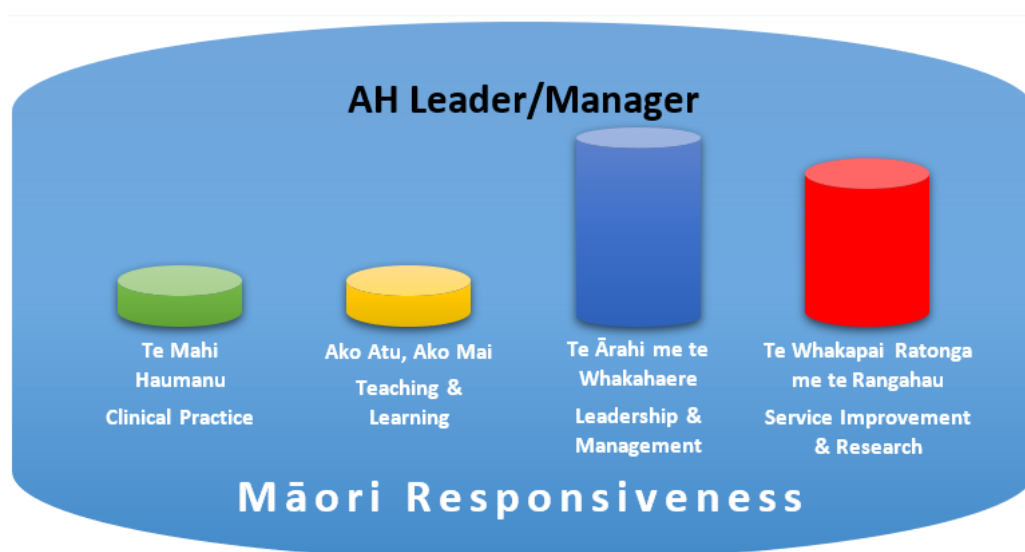 AH Leader/Manager
Te Mahi
Haumanu
Clinical Practice
Ako Atu, Ako Mai
Teaching &
Learning
Te Ārahi me te
Whakahaere
Leadership &
Management
Te Whakapai Ratonga
me te Rangahau
Service Improvement
& Research
Māori Responsiveness